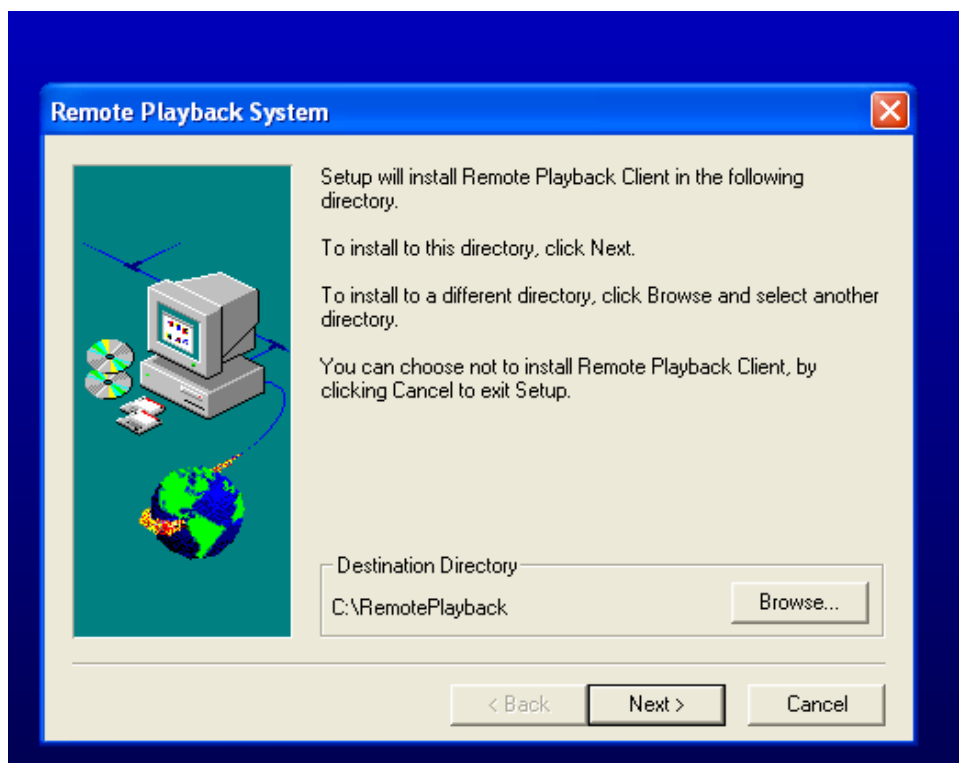 Remote Playback System
Setup will install Remote Playback Client in the following
directory.
To install to this directory, click Next.
To install to a different directory, click Browse and select another
directory.
You can choose not to install Remote Playback Client, by
clicking Cancel to exit Setup.
Destination Directory
C:\RemotePlayback
Browse...
< Back
Next >
Cancel